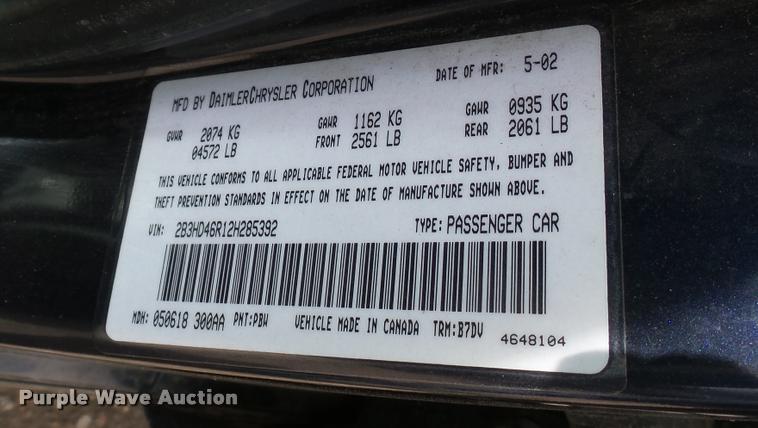 MFD BY DAIMLERCHRYSLER CORPORATION DATE OF MFR: 5-02
GVWR 2074 KG GAWR 1162 KG GAWR 0935 KG
04572 LB FRONT 2561 LB REAR 2061 LB
THIS VEHICLE CONFORMS TO ALL APPLICABLE FEDERAL MOTOR VEHICLE SAFETY, BUMPER AND
THEFT PREVENTION STANDARDS IN EFFECT ON THE DATE OF MANUFACTURE SHOWN ABOVE.
VIN: 2B3HD46R12H285392 TYPE: PASSENGER CAR
MDH: 050618 300AA PNT:PBW VEHICLE MADE IN CANADA TRM:B7DV 4648104
Purple Wave Auction
purplewave.com